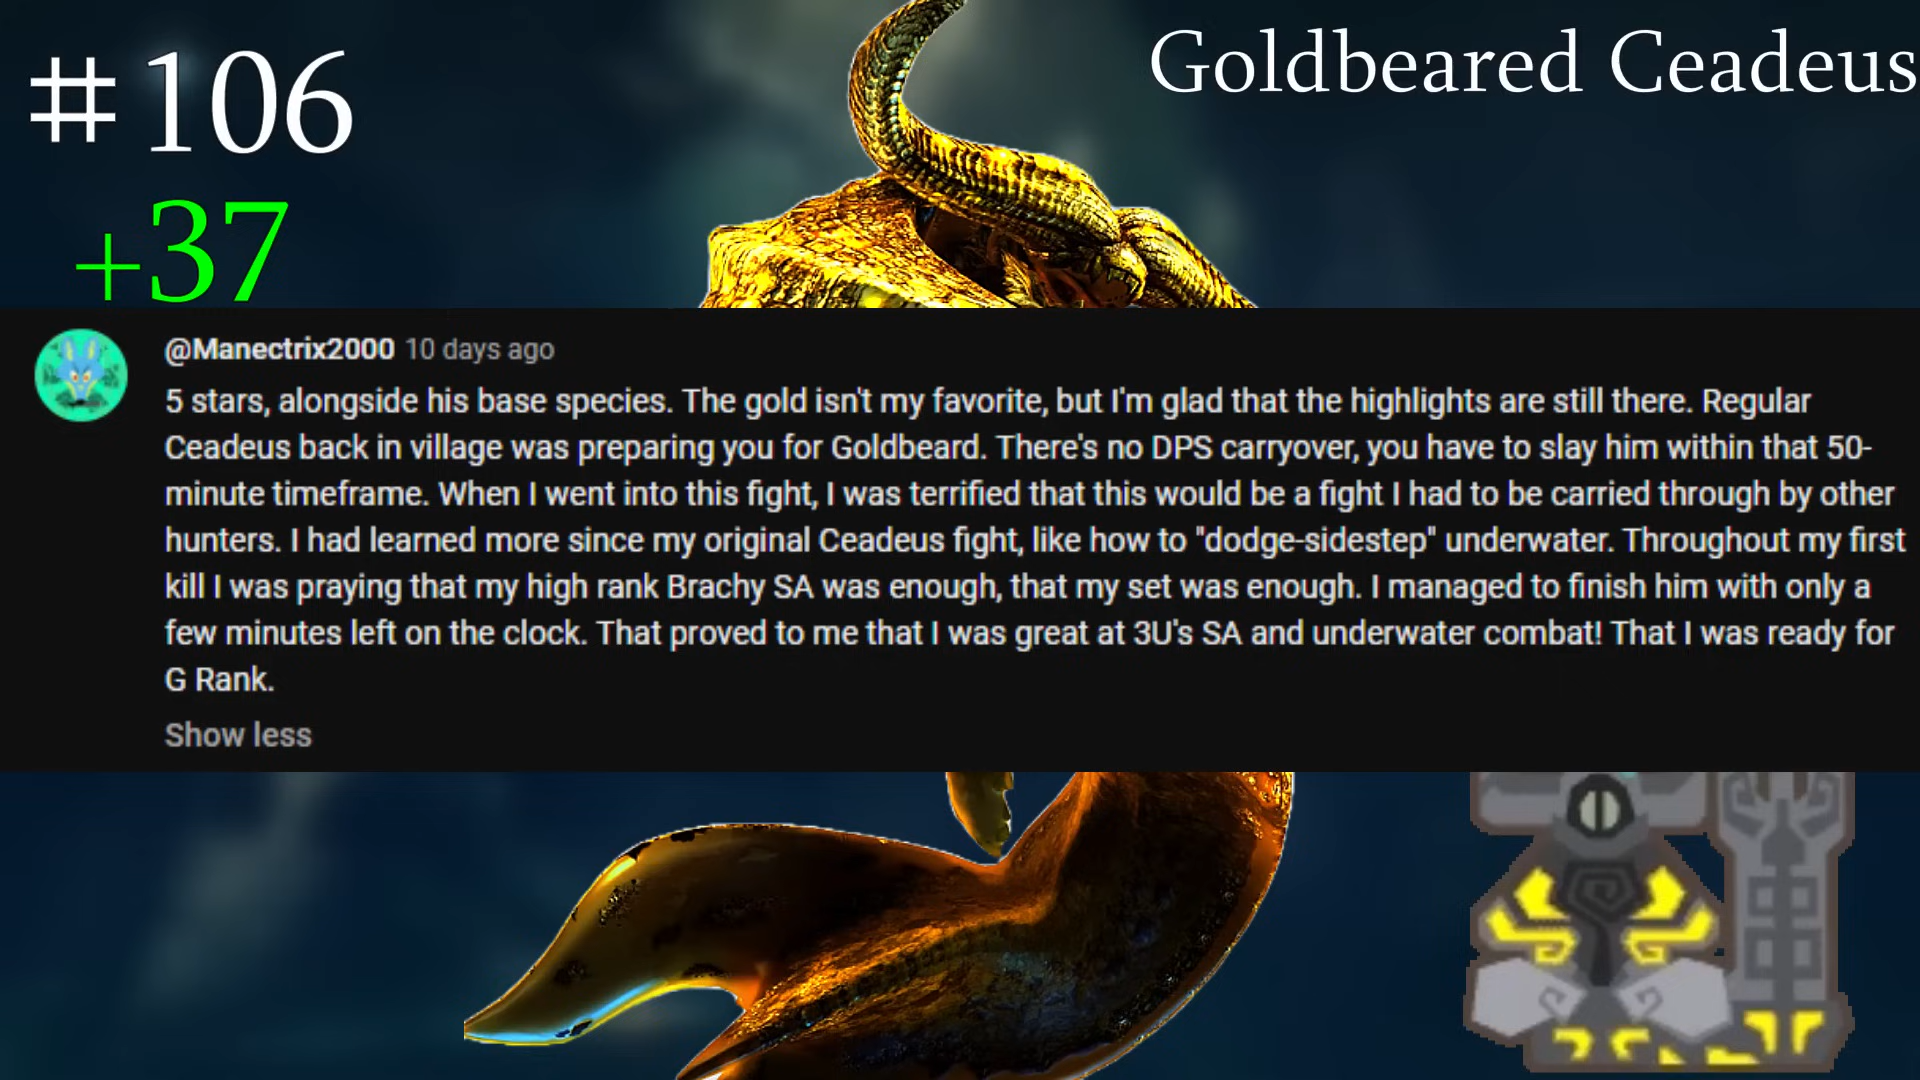 #106
Goldbeared Ceadeus
+37
@Manectrix2000 10 days ago
5 stars, alongside his base species. The gold isn't my favorite, but I'm glad that the highlights are still there. Regular
Ceadeus back in village was preparing you for Goldbeard. There's no DPS carryover, you have to slay him within that 50-
minute timeframe. When I went into this fight, I was terrified that this would be a fight I had to be carried through by other
hunters. I had learned more since my original Ceadeus fight, like how to "dodge-sidestep" underwater. Throughout my first
kill I was praying that my high rank Brachy SA was enough, that my set was enough. I managed to finish him with only a
few minutes left on the clock. That proved to me that I was great at 3U's SA and underwater combat! That I was ready for
G Rank.
Show less